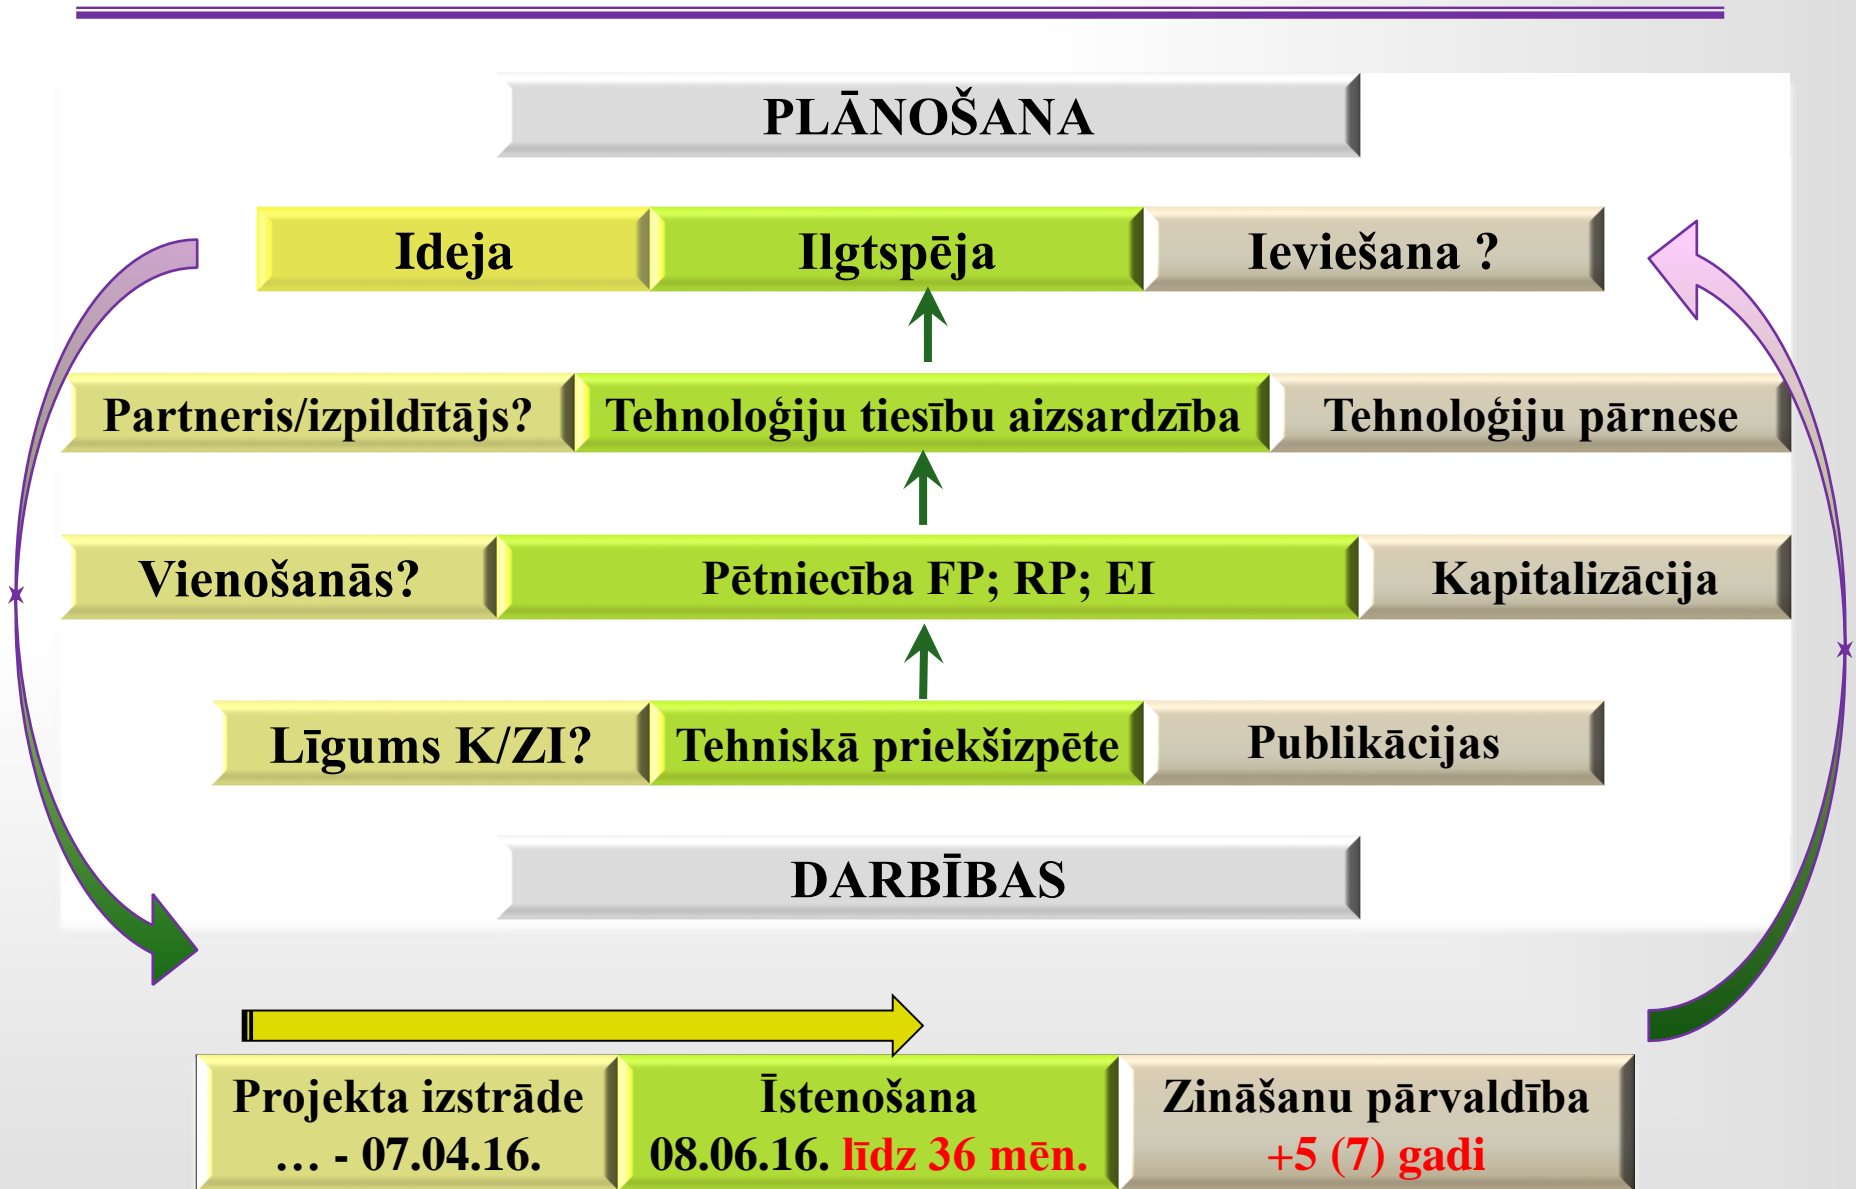 PLĀNOŠANA
Ideja Ilgtspēja Ieviešana ?
Partneris/izpildītājs? Tehnoloģiju tiesību aizsardzība Tehnoloģiju pārnese
Vienošanās? Pētniecība FP; RP; EI Kapitalizācija
Līgums K/ZI? Tehniskā priekšizpēte Publikācijas
DARBĪBAS
Projekta izstrāde
… - 07.04.16.
Īstenošana
08.06.16. līdz 36 mēn.
Zināšanu pārvaldība
+5 (7) gadi